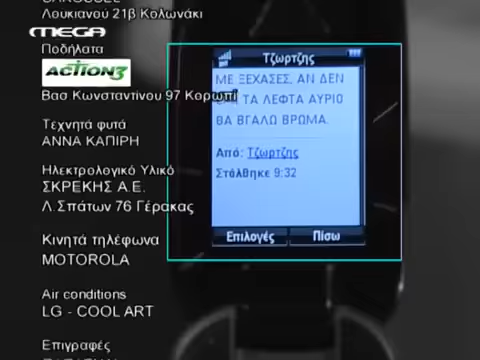 Λουκιανού 21β Κολωνάκι
MEGA
Ποδήλατα
ACTION3
Βασ Κωνσταντίνου 97 Κορωπί
Τεχνητά φυτά
ΑΝΝΑ ΚΑΠΙΡΗ
Ηλεκτρολογικό Υλικό
ΣΚΡΕΚΗΣ Α.Ε.
Λ.Σπάτων 76 Γέρακας
Κινητά τηλέφωνα
MOTOROLA
Air conditions
LG - COOL ART
Επιγραφές
Τζωρτζης
ΜΕ ΞΕΧΑΣΕΣ, ΑΝ ΔΕΝ
ΤΑ ΛΕΦΤΑ ΑΥΡΙΟ
ΘΑ ΒΓΑΛΩ ΒΡΩΜΑ.
Από: Τζωρτζης
Στάλθηκε 9:32
Επιλογές Πίσω